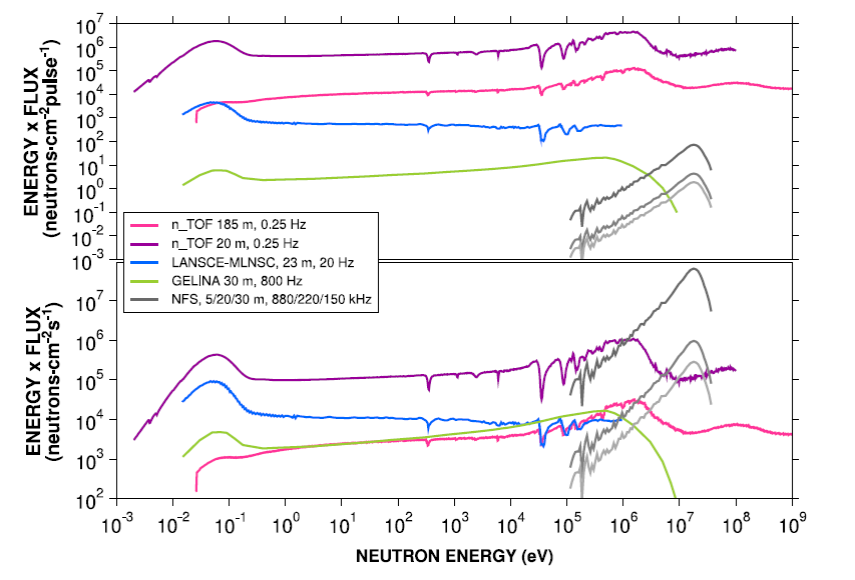 ENERGY x FLUX
(neutrons·cm-2pulse-1)
10^7
10^6
10^5
10^4
10^3
10^2
10^1
10^0
10^-1
10^-2
10^-3
n_TOF 185 m, 0.25 Hz
n_TOF 20 m, 0.25 Hz
LANSCE-MLNSC, 23 m, 20 Hz
GELINA 30 m, 800 Hz
NFS, 5/20/30 m, 880/220/150 kHz
ENERGY x FLUX
(neutrons·cm-2s-1)
10^8
10^7
10^6
10^5
10^4
10^3
10^2
10^-3 10^-2 10^-1 10^0 10^1 10^2 10^3 10^4 10^5 10^6 10^7 10^8 10^9
NEUTRON ENERGY (eV)